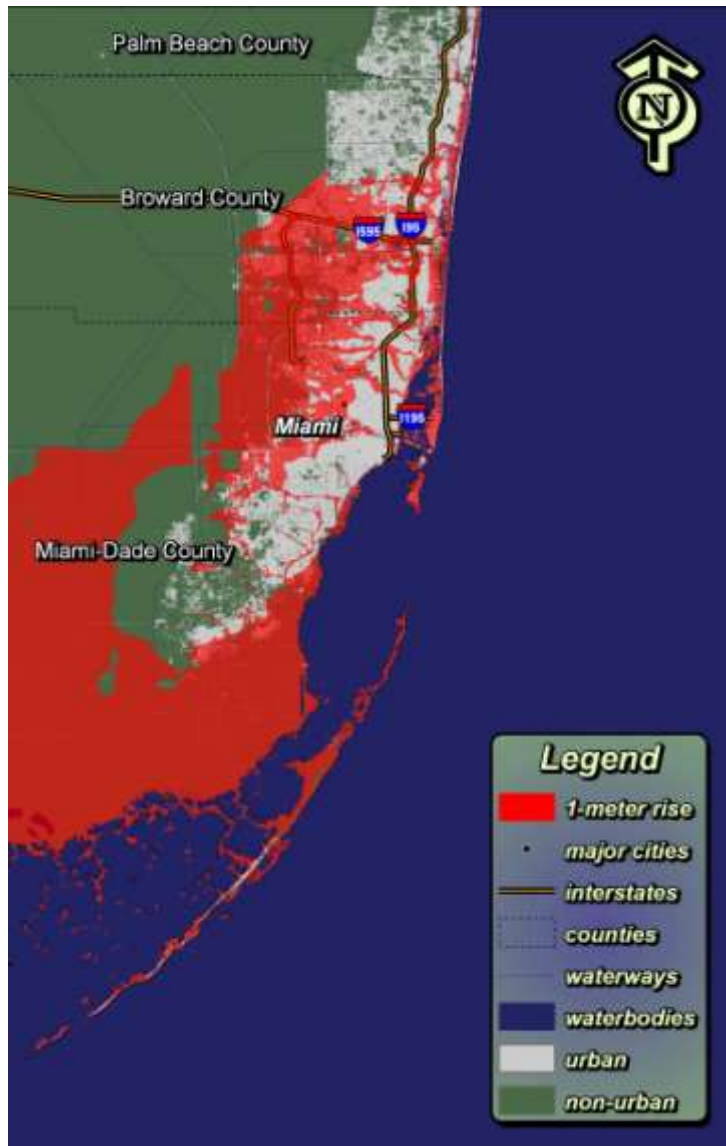 Palm Beach County
N
Broward County
I595
I95
I195
Miami
Miami-Dade County
Legend
1-meter rise
major cities
interstates
counties
waterways
waterbodies
urban
non-urban